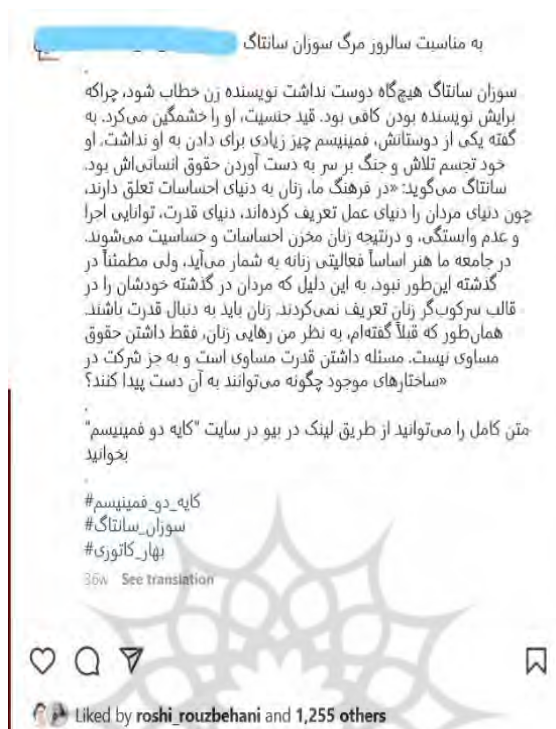 به مناسبت سالروز مرگ سوزان سانتاگ
.
سوزان سانتاگ هیچ‌گاه دوست نداشت نویسنده زن خطاب شود، چراکه
برایش نویسنده بودن کافی بود. قید جنسیت، او را خشمگین می‌کرد. به
گفته یکی از دوستانش، فمینیسم چیز زیادی برای دادن به او نداشت. او
خود تجسم تلاش و جنگ بر سر به دست آوردن حقوق انسانی‌اش بود.
سانتاگ می‌گوید: «در فرهنگ ما، زنان به دنیای احساسات تعلق دارند،
چون دنیای مردان را دنیای عمل تعریف کرده‌اند، دنیای قدرت، توانایی اجرا
و عدم وابستگی، و درنتیجه زنان مخزن احساسات و حساسیت می‌شوند.
در جامعه ما هنر اساساً فعالیتی زنانه به شمار می‌آید، ولی مطمئناً در
گذشته این‌طور نبود، به این دلیل که مردان در گذشته خودشان را در
قالب سرکوب‌گر زنان تعریف نمی‌کردند. زنان باید به دنبال قدرت باشند.
همان‌طور که قبلاً گفته‌ام، به نظر من رهایی زنان، فقط داشتن حقوق
مساوی نیست. مسئله داشتن قدرت مساوی است و به جز شرکت در
«ساختارهای موجود چگونه می‌توانند به آن دست پیدا کنند؟
.
متن کامل را می‌توانید از طریق لینک در بیو در سایت "کایه دو فمینیسم"
بخوانید
.
#کایه_دو_فمینیسم
#سوزان_سانتاگ
#بهار_کاتوزی
36w See translation
Liked by roshi_rouzbehani and 1,255 others